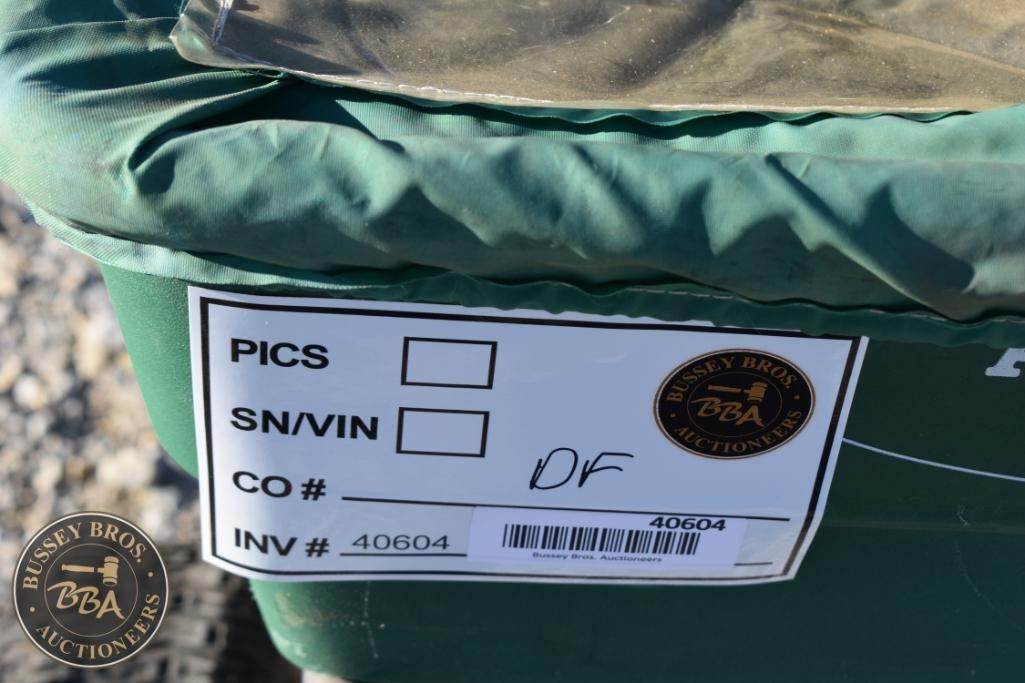 PICS
SN/VIN
CO # DF
INV # 40604
40604
Bussey Bros. Auctioneers
BUSSEY BROS.
BBA
AUCTIONEERS
BUSSEY BROS.
BBA
AUCTIONEERS